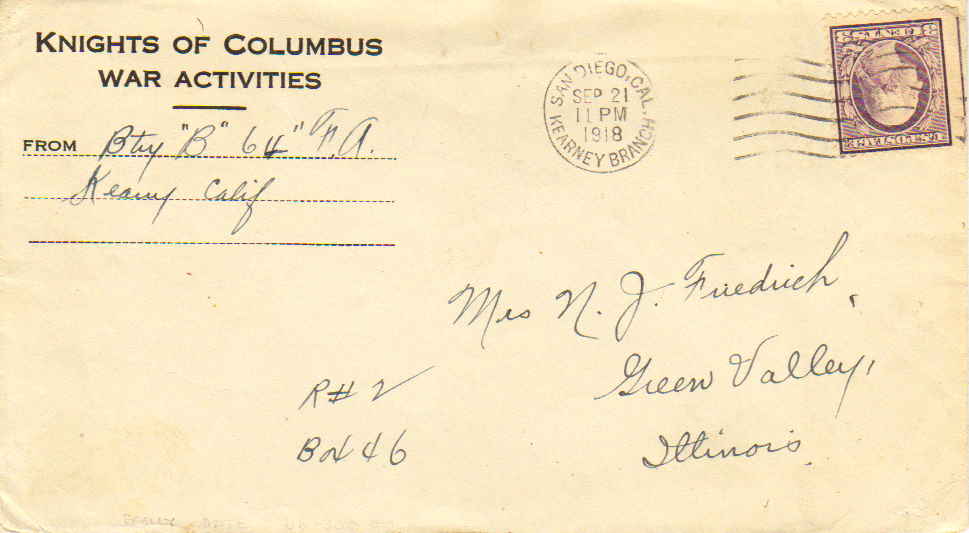 KNIGHTS OF COLUMBUS
WAR ACTIVITIES
FROM Bty "B" 64" F.A.
Kearny Calif
SAN DIEGO, CAL.
SEP 21
11 PM
1918
KEARNEY BRANCH
Mrs N. J. Friedrich,
Green Valley,
Illinois.
R#2
Box 46